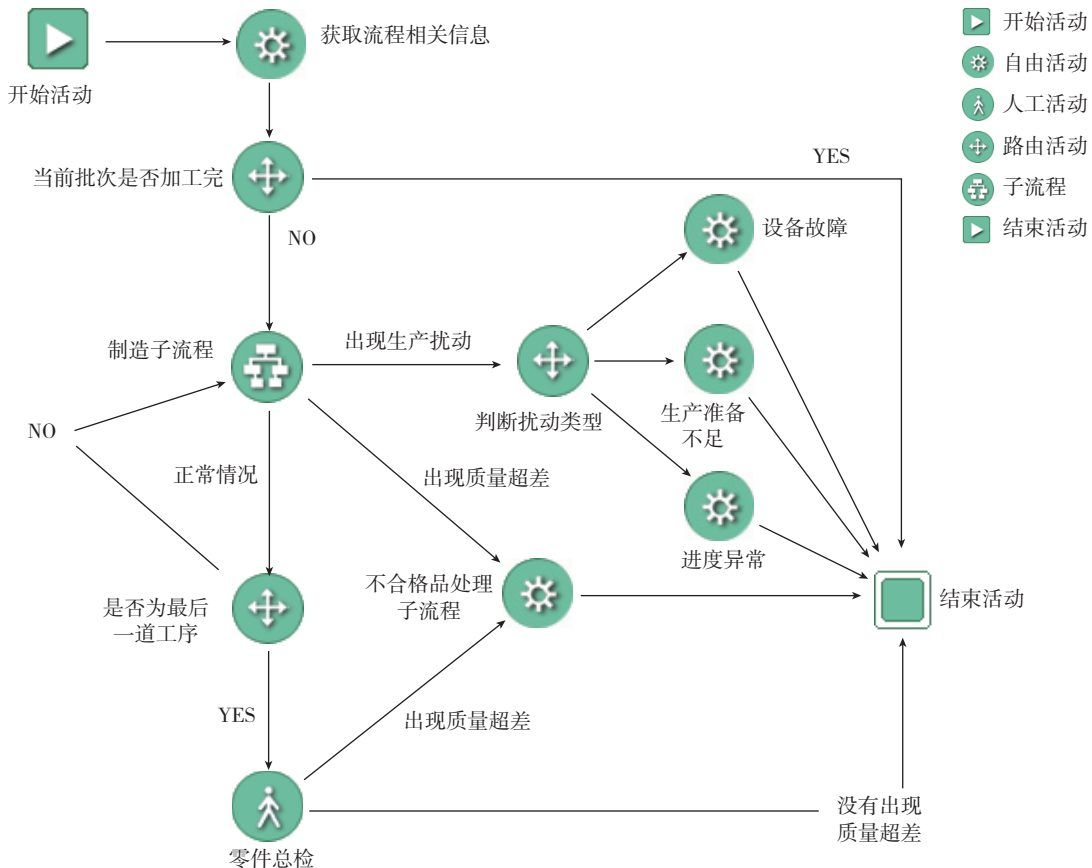 开始活动
获取流程相关信息
开始活动
自由活动
人工活动
路由活动
子流程
结束活动
当前批次是否加工完
YES
NO
设备故障
制造子流程
出现生产扰动
判断扰动类型
生产准备
不足
NO
正常情况
出现质量超差
进度异常
是否为最后
一道工序
不合格品处理
子流程
结束活动
YES
出现质量超差
没有出现
质量超差
零件总检